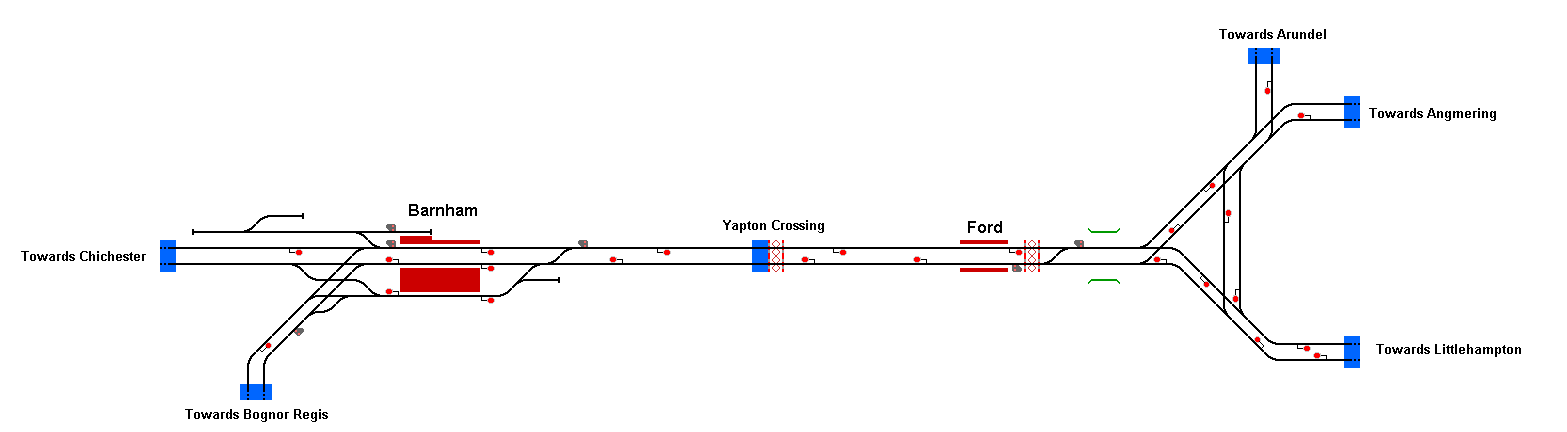 Towards Arundel
Towards Angmering
Barnham
Yapton Crossing
Ford
Towards Chichester
Towards Littlehampton
Towards Bognor Regis